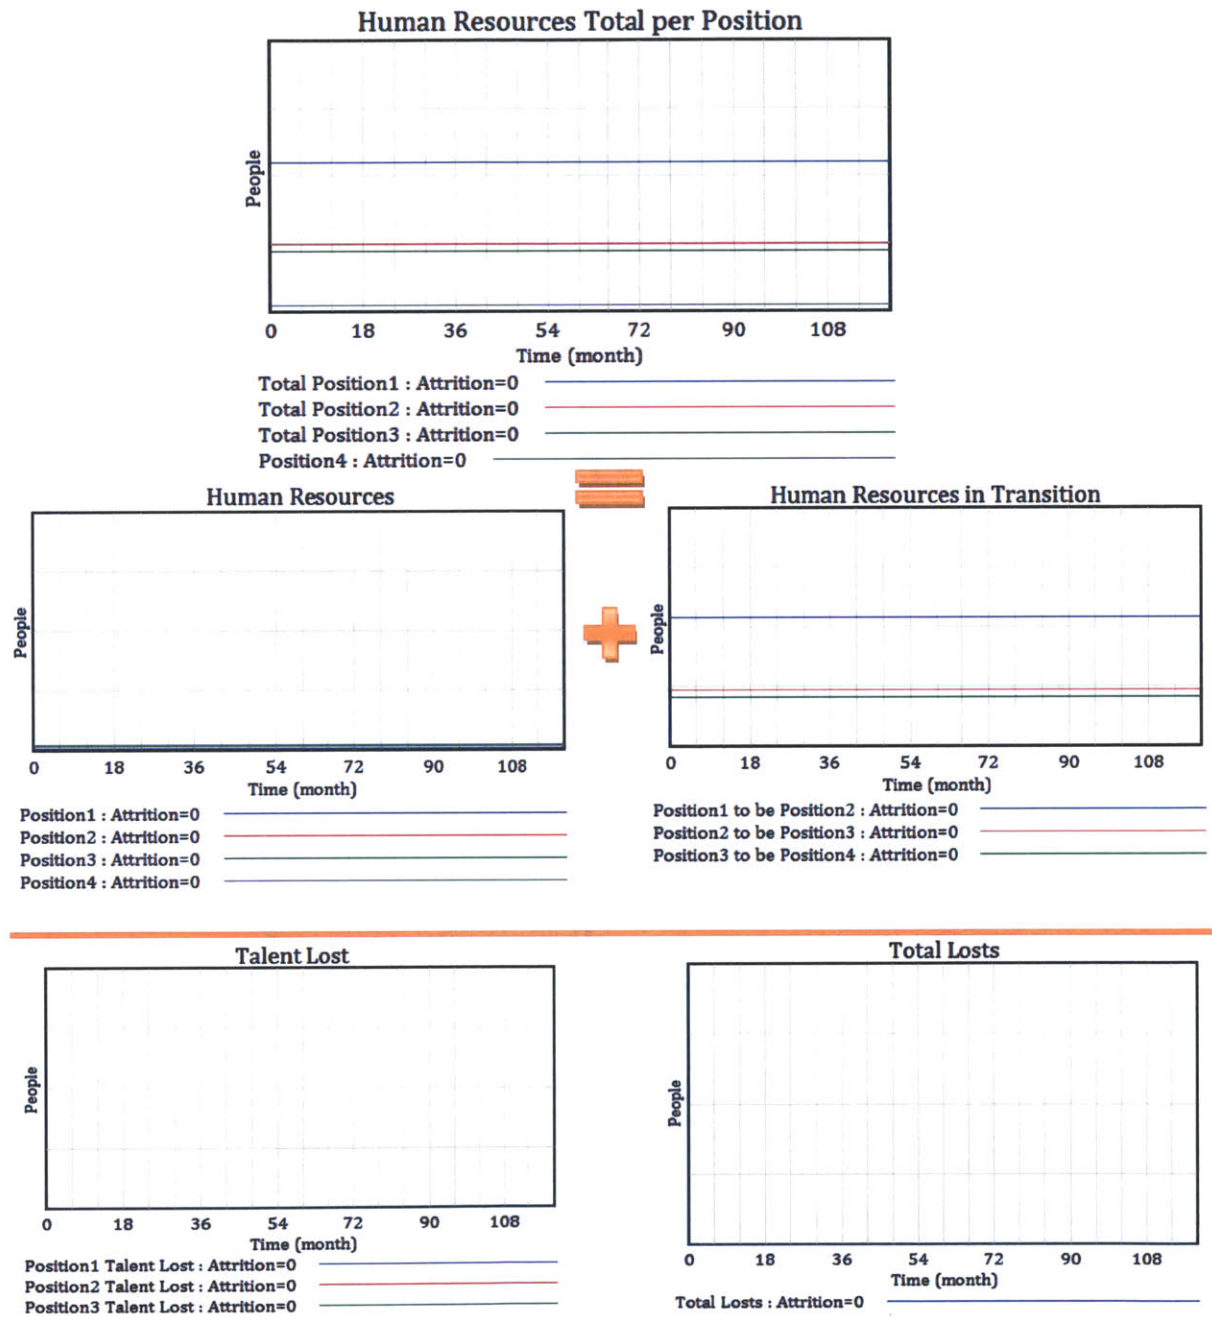 Human Resources Total per Position
People
0 18 36 54 72 90 108
Time (month)
Total Position1 : Attrition=0
Total Position2 : Attrition=0
Total Position3 : Attrition=0
Position4 : Attrition=0
Human Resources
People
0 18 36 54 72 90 108
Time (month)
Position1 : Attrition=0
Position2 : Attrition=0
Position3 : Attrition=0
Position4 : Attrition=0
Human Resources in Transition
People
0 18 36 54 72 90 108
Time (month)
Position1 to be Position2 : Attrition=0
Position2 to be Position3 : Attrition=0
Position3 to be Position4 : Attrition=0
Talent Lost
People
0 18 36 54 72 90 108
Time (month)
Position1 Talent Lost : Attrition=0
Position2 Talent Lost : Attrition=0
Position3 Talent Lost : Attrition=0
Total Losts
People
0 18 36 54 72 90 108
Time (month)
Total Losts : Attrition=0